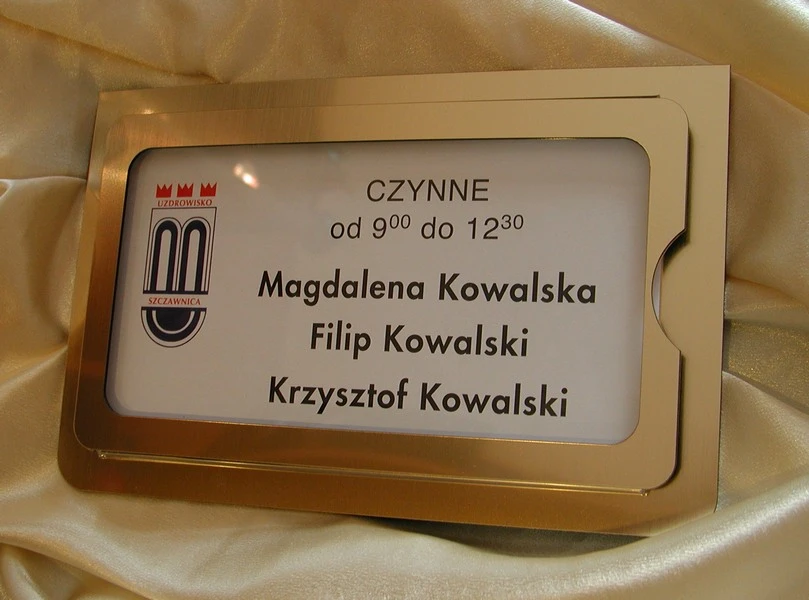 UZDROWISKO
SZCZAWNICA
CZYNNE
od 9⁰⁰ do 12³⁰
Magdalena Kowalska
Filip Kowalski
Krzysztof Kowalski